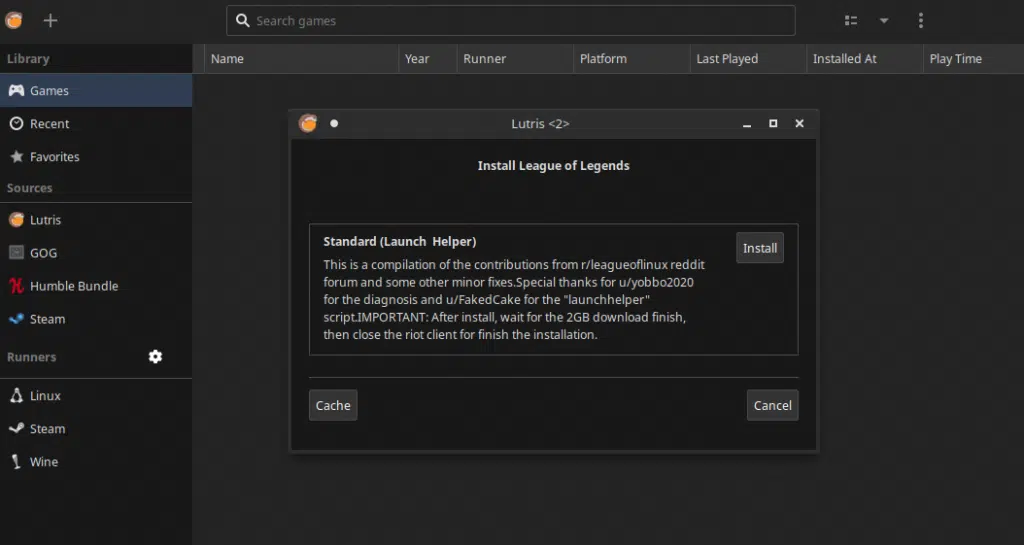 Search games
Library
Name Year Runner Platform Last Played Installed At Play Time
Games
Recent
Favorites
Sources
Lutris
GOG
Humble Bundle
Steam
Runners
Linux
Steam
Wine
Lutris <2>
Install League of Legends
Standard (Launch Helper)
Install
This is a compilation of the contributions from r/leagueoflinux reddit
forum and some other minor fixes.Special thanks for u/yobbo2020
for the diagnosis and u/FakedCake for the "launchhelper"
script.IMPORTANT: After install, wait for the 2GB download finish,
then close the riot client for finish the installation.
Cache
Cancel